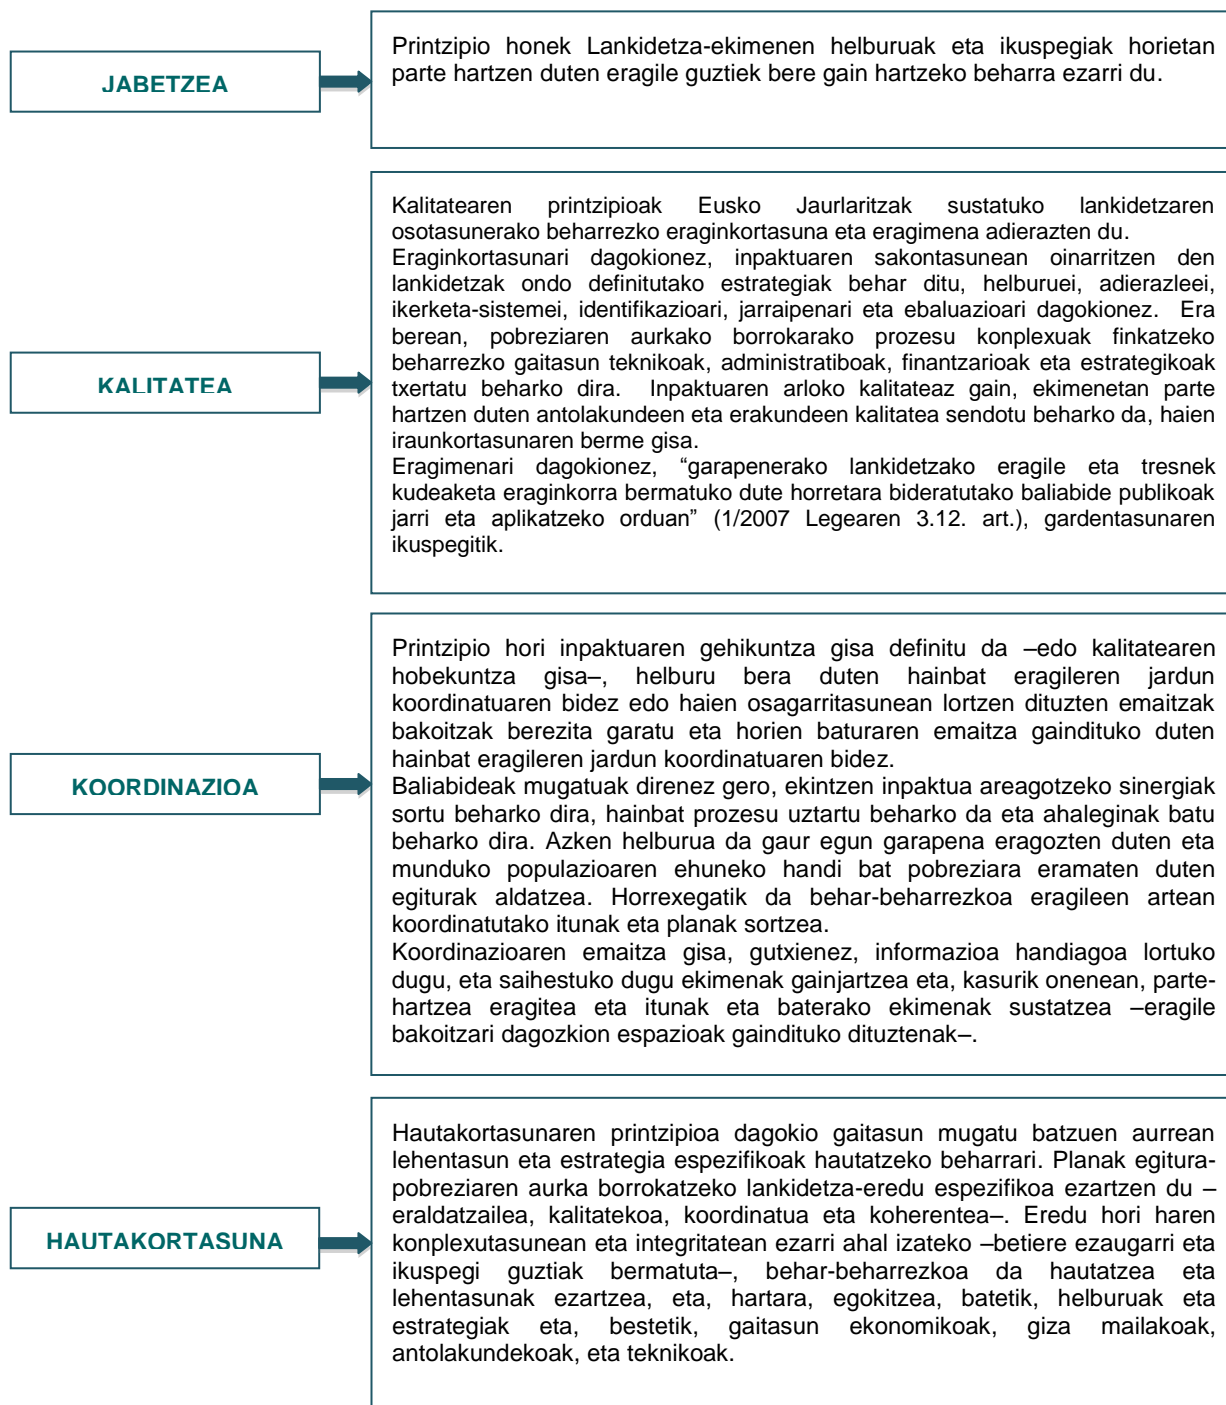 JABETZEA
Printzipio honek Lankidetza-ekimenen helburuak eta ikuspegiak horietan
parte hartzen duten eragile guztiek bere gain hartzeko beharra ezarri du.
KALITATEA
Kalitatearen printzipioak Eusko Jaurlaritzak sustatuko lankidetzaren
osotasunerako beharrezko eraginkortasuna eta eragimena adierazten du.
Eraginkortasunari dagokionez, inpaktuaren sakontasunean oinarritzen den
lankidetzak ondo definitutako estrategiak behar ditu, helburuei, adierazleei,
ikerketa-sistemei, identifikazioari, jarraipenari eta ebaluazioari dagokionez. Era
berean, pobreziaren aurkako borrokarako prozesu konplexuak finkatzeko
beharrezko gaitasun teknikoak, administratiboak, finantzarioak eta estrategikoak
txertatu beharko dira. Inpaktuaren arloko kalitateaz gain, ekimenetan parte
hartzen duten antolakundeen eta erakundeen kalitatea sendotu beharko da, haien
iraunkortasunaren berme gisa.
Eragimenari dagokionez, “garapenerako lankidetzako eragile eta tresnek
kudeaketa eraginkorra bermatuko dute horretara bideratutako baliabide publikoak
jarri eta aplikatzeko orduan” (1/2007 Legearen 3.12. art.), gardentasunaren
ikuspegitik.
KOORDINAZIOA
Printzipio hori inpaktuaren gehikuntza gisa definitu da –edo kalitatearen
hobekuntza gisa–, helburu bera duten hainbat eragileren jardun
koordinatuaren bidez edo haien osagarritasunean lortzen dituzten emaitzak
bakoitzak berezita garatu eta horien baturaren emaitza gaindituko duten
hainbat eragileren jardun koordinatuaren bidez.
Baliabideak mugatuak direnez gero, ekintzen inpaktua areagotzeko sinergiak
sortu beharko dira, hainbat prozesu uztartu beharko da eta ahaleginak batu
beharko dira. Azken helburua da gaur egun garapena eragozten duten eta
munduko populazioaren ehuneko handi bat pobreziara eramaten duten
egiturak aldatzea. Horrexegatik da behar-beharrezkoa eragileen artean
koordinatutako itunak eta planak sortzea.
Koordinazioaren emaitza gisa, gutxienez, informazioa handiagoa lortuko
dugu, eta saihestuko dugu ekimenak gainjartzea eta, kasurik onenean, parte-
hartzea eragitea eta itunak eta baterako ekimenak sustatzea –eragile
bakoitzari dagozkion espazioak gaindituko dituztenak–.
HAUTAKORTASUNA
Hautakortasunaren printzipioa dagokio gaitasun mugatu batzuen aurrean
lehentasun eta estrategia espezifikoak hautatzeko beharrari. Planak egitura-
pobreziaren aurka borrokatzeko lankidetza-eredu espezifikoa ezartzen du –
eraldatzailea, kalitatekoa, koordinatua eta koherentea–. Eredu hori haren
konplexutasunean eta integritatean ezarri ahal izateko –betiere ezaugarri eta
ikuspegi guztiak bermatuta–, behar-beharrezkoa da hautatzea eta
lehentasunak ezartzea, eta, hartara, egokitzea, batetik, helburuak eta
estrategiak eta, bestetik, gaitasun ekonomikoak, giza mailakoak,
antolakundekoak, eta teknikoak.